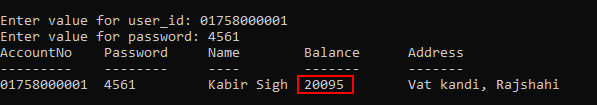 Enter value for user_id: 01758000001
Enter value for password: 4561
AccountNo Password Name Balance Address
--------- -------- ---- ------- -------
01758000001 4561 Kabir Sigh 20095 Vat kandi, Rajshahi